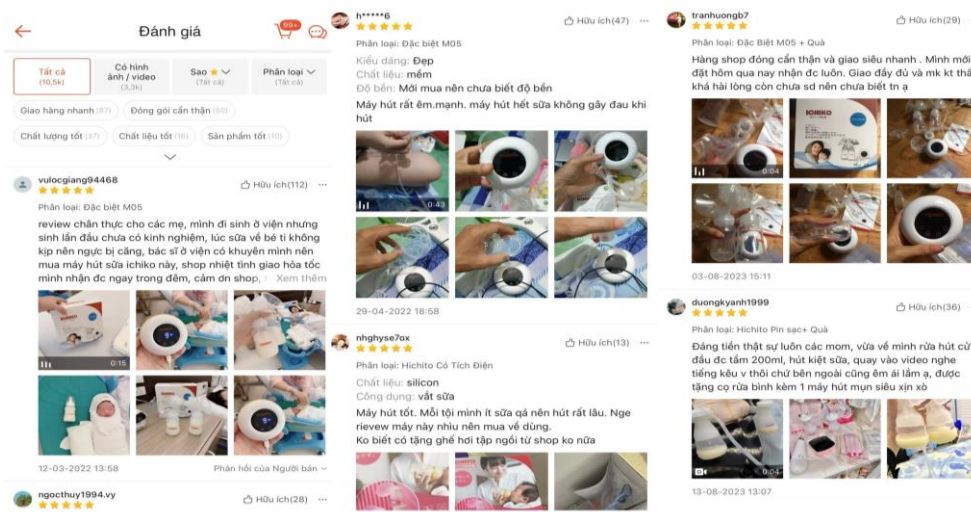 Đánh giá
99+
Tất cả
(10,5k)
Có hình
ảnh / video
(3,3k)
Sao
(Tất cả)
Phân loại
(Tất cả)
Giao hàng nhanh (87)
Đóng gói cẩn thận (60)
Chất lượng tốt (37)
Chất liệu tốt (16)
Sản phẩm tốt (10)
vulocgiang94468
Hữu ích(112)
Phân loại: Đặc biệt M05
review chân thực cho các mẹ, mình đi sinh ở viện nhưng
sinh lần đầu chưa có kinh nghiệm, lúc sữa về bé ti không
kịp nên ngực bị căng, bác sĩ ở viện có khuyên mình nên
mua máy hút sữa ichiko này, shop nhiệt tình giao hỏa tốc
mình nhận đc ngay trong đêm, cảm ơn shop, Xem thêm
0:15
12-03-2022 13:58
Phản hồi của Người bán
ngocthuy1994.vy
Hữu ích(28)
h*****6
Hữu ích(47)
Phân loại: Đặc biệt M05
Kiểu dáng: Đẹp
Chất liệu: mềm
Độ bền: Mới mua nên chưa biết độ bền
Máy hút rất êm.mạnh. máy hút hết sữa không gây đau khi
hút
0:43
29-04-2022 18:58
nhghyse7ox
Hữu ích(13)
Phân loại: Hichito Có Tích Điện
Chất liệu: silicon
Công dụng: vắt sữa
Máy hút tốt. Mỗi tội mình ít sữa qá nên hút rất lâu. Nge
rievew máy này nhìu nên mua về dùng.
Ko biết có tặng ghế hơi tập ngồi từ shop ko nữa
tranhuongb7
Hữu ích(29)
Phân loại: Đặc Biệt M05 + Quà
Hàng shop đóng cẩn thận và giao siêu nhanh . Mình mới
đặt hôm qua nay nhận đc luôn. Giao đầy đủ và mk kt thấ
khá hài lòng còn chưa sd nên chưa biết tn ạ
ICHIKO
0:04
03-08-2023 15:11
duongkyanh1999
Hữu ích(36)
Phân loại: Hichito Pin sạc+ Quà
Đáng tiền thật sự luôn các mom, vừa về mình rửa hút cử
đầu đc tầm 200ml, hút kiệt sữa, quay vào video nghe
tiếng kêu v thôi chứ bên ngoài cũng êm ái lắm ạ, được
tặng cọ rửa bình kèm 1 máy hút mụn siêu xịn xò
0:04
13-08-2023 13:07